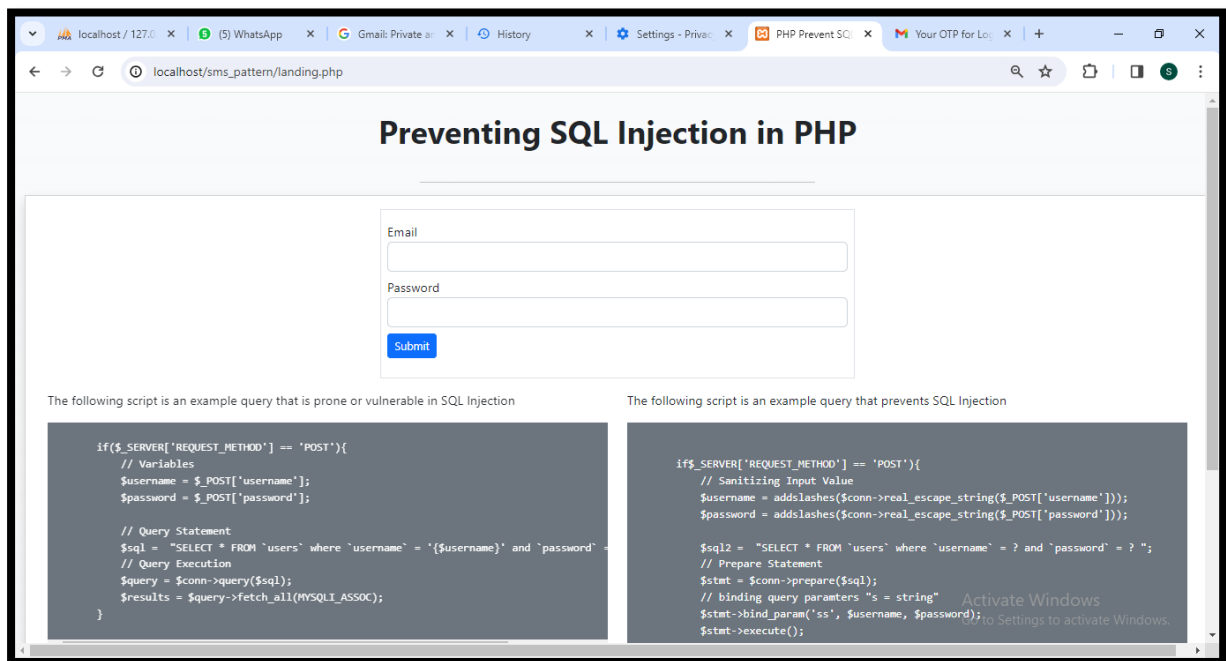 localhost / 127.0
(5) WhatsApp
Gmail: Private an
History
Settings - Privac
PHP Prevent SQ
Your OTP for Log
localhost/sms_pattern/landing.php
S
Preventing SQL Injection in PHP
Email
Password
Submit
The following script is an example query that is prone or vulnerable in SQL Injection
if($_SERVER['REQUEST_METHOD'] == 'POST'){
// Variables
$username = $_POST['username'];
$password = $_POST['password'];
// Query Statement
$sql =  "SELECT * FROM `users` where `username` = '{$username}' and `password` =
// Query Execution
$query = $conn->query($sql);
$results = $query->fetch_all(MYSQLI_ASSOC);
}
The following script is an example query that prevents SQL Injection
if$_SERVER['REQUEST_METHOD'] == 'POST'){
// Sanitizing Input Value
$username = addslashes($conn->real_escape_string($_POST['username']));
$password = addslashes($conn->real_escape_string($_POST['password']));
$sql2 =  "SELECT * FROM `users` where `username` = ? and `password` = ? ";
// Prepare Statement
$stmt = $conn->prepare($sql);
// binding query paramters "s = string"
$stmt->bind_param('ss', $username, $password);
$stmt->execute();
Activate Windows
Go to Settings to activate Windows.